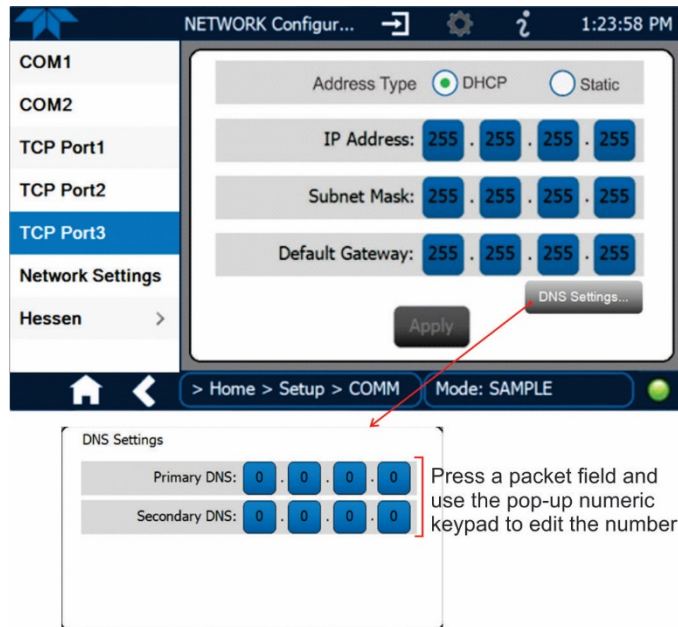 NETWORK Configur... 1:23:58 PM
COM1
COM2
TCP Port1
TCP Port2
TCP Port3
Network Settings
Hessen >
Address Type DHCP Static
IP Address: 255 . 255 . 255 . 255
Subnet Mask: 255 . 255 . 255 . 255
Default Gateway: 255 . 255 . 255 . 255
DNS Settings...
Apply
> Home > Setup > COMM Mode: SAMPLE
DNS Settings
Primary DNS: 0 . 0 . 0 . 0
Secondary DNS: 0 . 0 . 0 . 0
Press a packet field and
use the pop-up numeric
keypad to edit the number